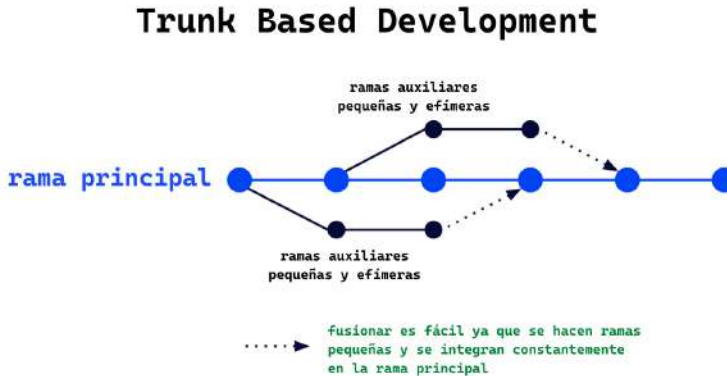 Trunk Based Development
ramas auxiliares
pequeñas y efímeras
rama principal
ramas auxiliares
pequeñas y efímeras
fusionar es fácil ya que se hacen ramas
pequeñas y se integran constantemente
en la rama principal